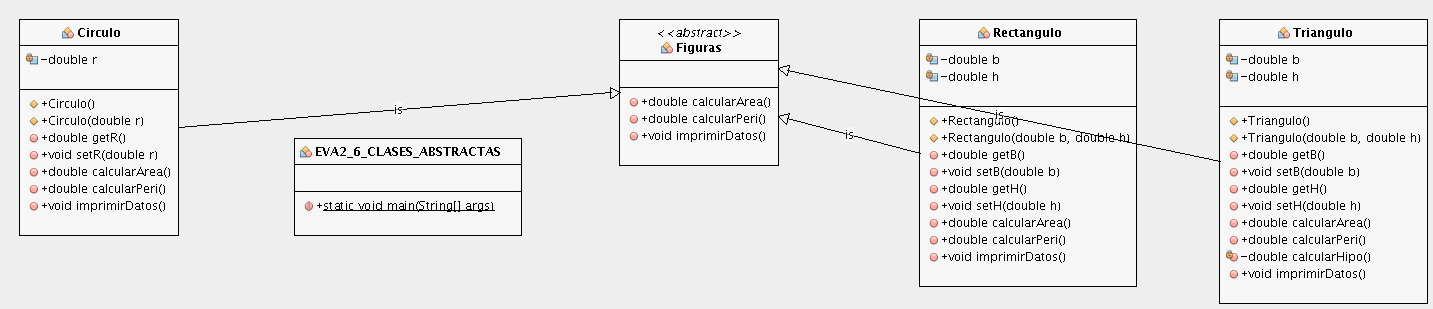 Circulo
-double r
+Circulo()
+Circulo(double r)
+double getR()
+void setR(double r)
+double calcularArea()
+double calcularPeri()
+void imprimirDatos()
is
EVA2_6_CLASES_ABSTRACTAS
+static void main(String[] args)
<<abstract>>
Figuras
+double calcularArea()
+double calcularPeri()
+void imprimirDatos()
is
Rectangulo
-double b
-double h
+Rectangulo()
+Rectangulo(double b, double h)
+double getB()
+void setB(double b)
+double getH()
+void setH(double h)
+double calcularArea()
+double calcularPeri()
+void imprimirDatos()
is
Triangulo
-double b
-double h
+Triangulo()
+Triangulo(double b, double h)
+double getB()
+void setB(double b)
+double getH()
+void setH(double h)
+double calcularArea()
+double calcularPeri()
-double calcularHipo()
+void imprimirDatos()